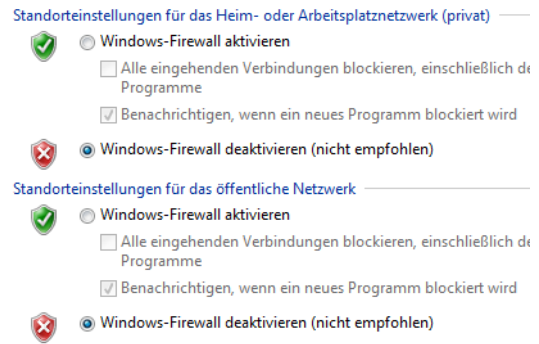 Standorteinstellungen für das Heim- oder Arbeitsplatznetzwerk (privat)
Windows-Firewall aktivieren
Alle eingehenden Verbindungen blockieren, einschließlich
Programme
Benachrichtigen, wenn ein neues Programm blockiert wird
Windows-Firewall deaktivieren (nicht empfohlen)
Standorteinstellungen für das öffentliche Netzwerk
Windows-Firewall aktivieren
Alle eingehenden Verbindungen blockieren, einschließlich
Programme
Benachrichtigen, wenn ein neues Programm blockiert wird
Windows-Firewall deaktivieren (nicht empfohlen)